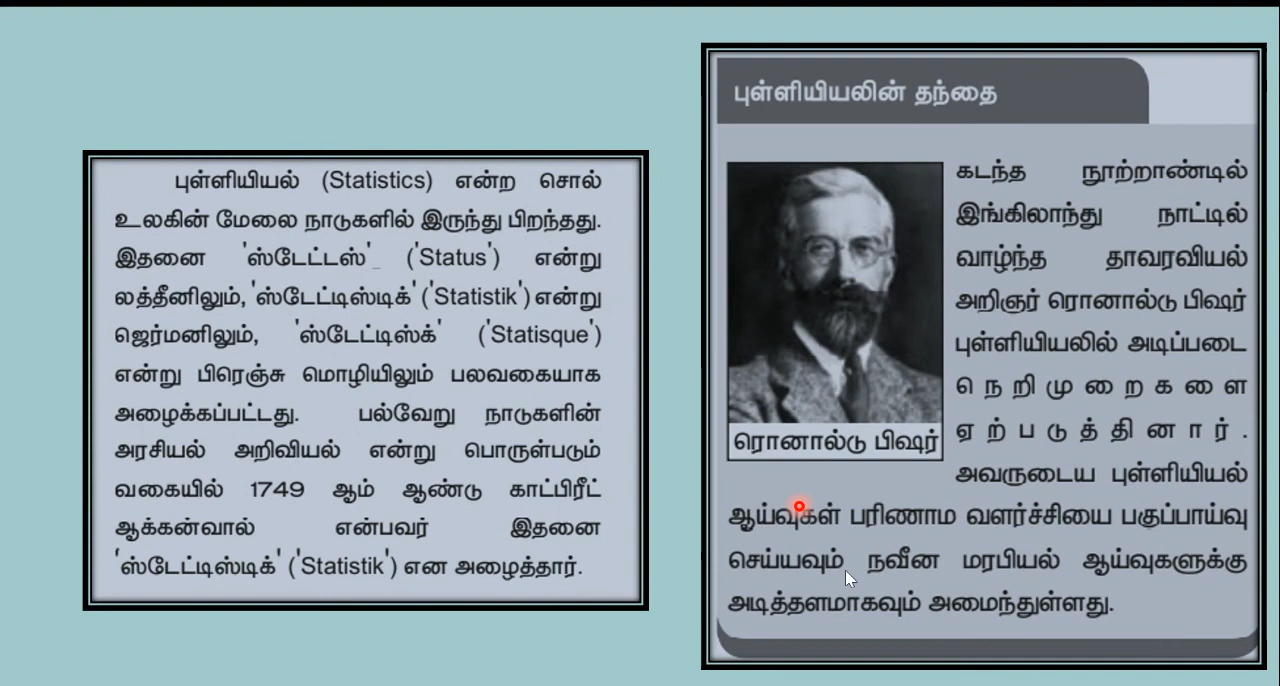 புள்ளியியல் (Statistics) என்ற சொல்
உலகின் மேலை நாடுகளில் இருந்து பிறந்தது.
இதனை 'ஸ்டேட்டஸ்' ('Status') என்று
லத்தீனிலும், 'ஸ்டேட்டிஸ்டிக்' ('Statistik') என்று
ஜெர்மனிலும், 'ஸ்டேட்டிஸ்க்' ('Statisque')
என்று பிரெஞ்சு மொழியிலும் பலவகையாக
அழைக்கப்பட்டது. பல்வேறு நாடுகளின்
அரசியல் அறிவியல் என்று பொருள்படும்
வகையில் 1749 ஆம் ஆண்டு காட்பிரீட்
ஆக்கன்வால் என்பவர் இதனை
'ஸ்டேட்டிஸ்டிக்' ('Statistik') என அழைத்தார்.
புள்ளியியலின் தந்தை
கடந்த நூற்றாண்டில்
இங்கிலாந்து நாட்டில்
வாழ்ந்த தாவரவியல்
அறிஞர் ரொனால்டு பிஷர்
புள்ளியியலில் அடிப்படை
நெறிமுறைகளை
ஏற்படுத்தினார்.
அவருடைய புள்ளியியல்
ஆய்வுகள் பரிணாம வளர்ச்சியை பகுப்பாய்வு
செய்யவும் நவீன மரபியல் ஆய்வுகளுக்கு
அடித்தளமாகவும் அமைந்துள்ளது.
ரொனால்டு பிஷர்